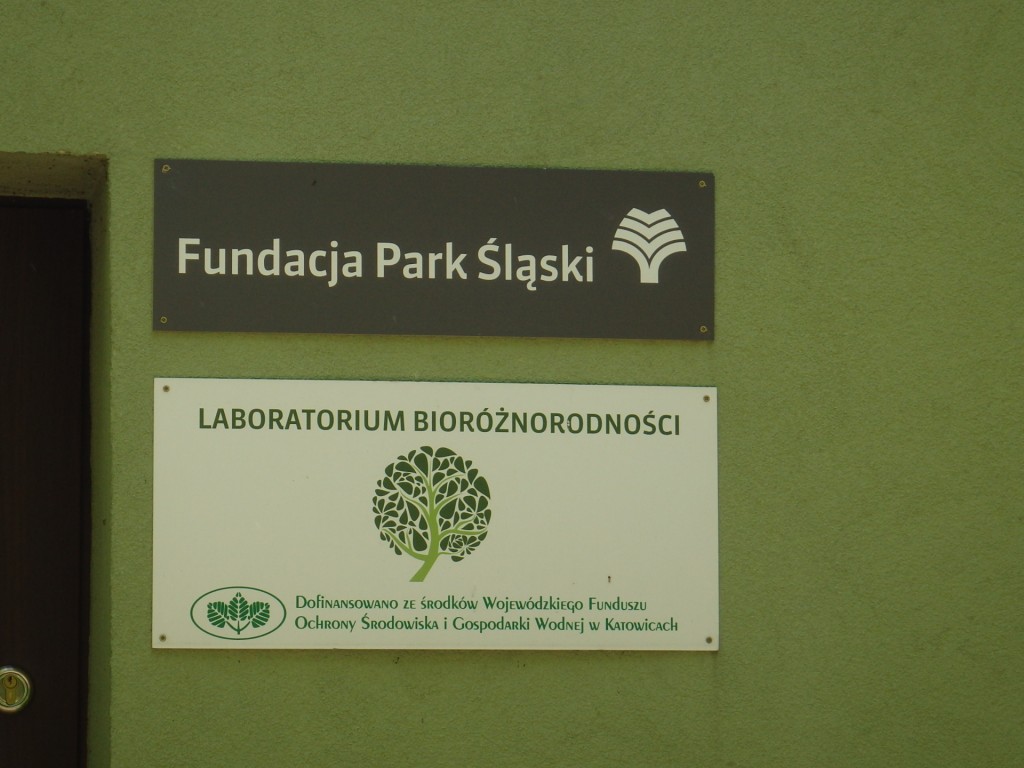 Fundacja Park Śląski
LABORATORIUM BIORÓŻNORODNOŚCI
Dofinansowano ze środków Wojewódzkiego Funduszu
Ochrony Środowiska i Gospodarki Wodnej w Katowicach